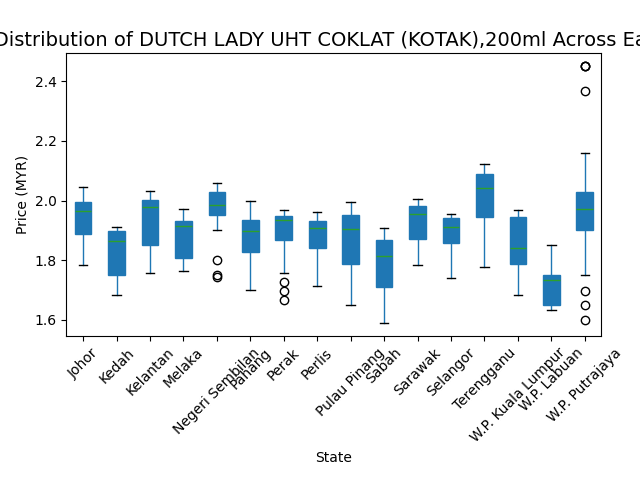 Distribution of DUTCH LADY UHT COKLAT (KOTAK),200ml Across Ea
Price (MYR)
2.4
2.2
2.0
1.8
1.6
Johor
Kedah
Kelantan
Melaka
Negeri Sembilan
Pahang
Perak
Perlis
Pulau Pinang
Sabah
Sarawak
Selangor
Terengganu
W.P. Kuala Lumpur
W.P. Labuan
W.P. Putrajaya
State